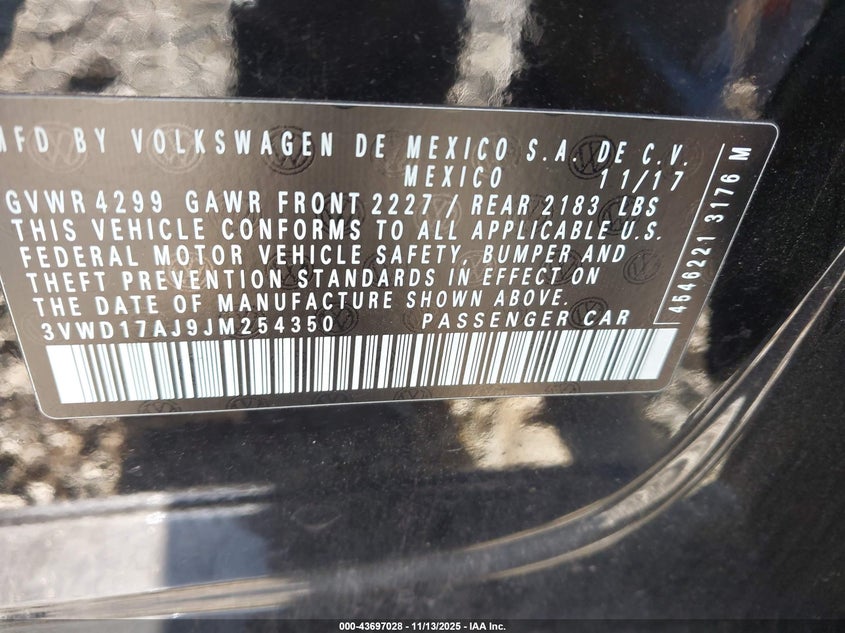 MFD BY VOLKSWAGEN DE MEXICO S.A. DE C.V.
MEXICO 11/17
GVWR 4299 GAWR FRONT 2227 / REAR 2183 LBS
THIS VEHICLE CONFORMS TO ALL APPLICABLE U.S.
FEDERAL MOTOR VEHICLE SAFETY, BUMPER AND
THEFT PREVENTION STANDARDS IN EFFECT ON
THE DATE OF MANUFACTURE SHOWN ABOVE.
3VWD17AJ9JM254350 PASSENGER CAR
4546221 3176 M
000-43697028 - 11/13/2025 - IAA Inc.